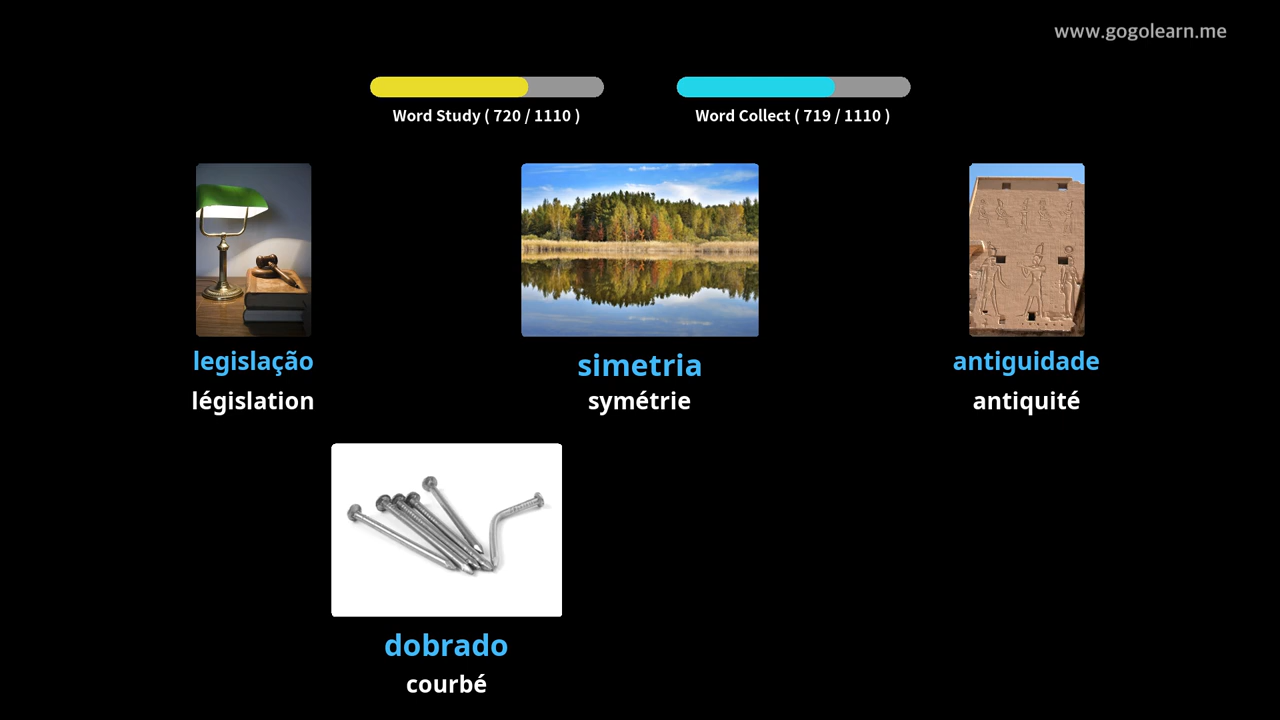 www.gogolearn.me
Word Study ( 720 / 1110 )
Word Collect ( 719 / 1110 )
legislação
législation
simetria
symétrie
antiguidade
antiquité
dobrado
courbé